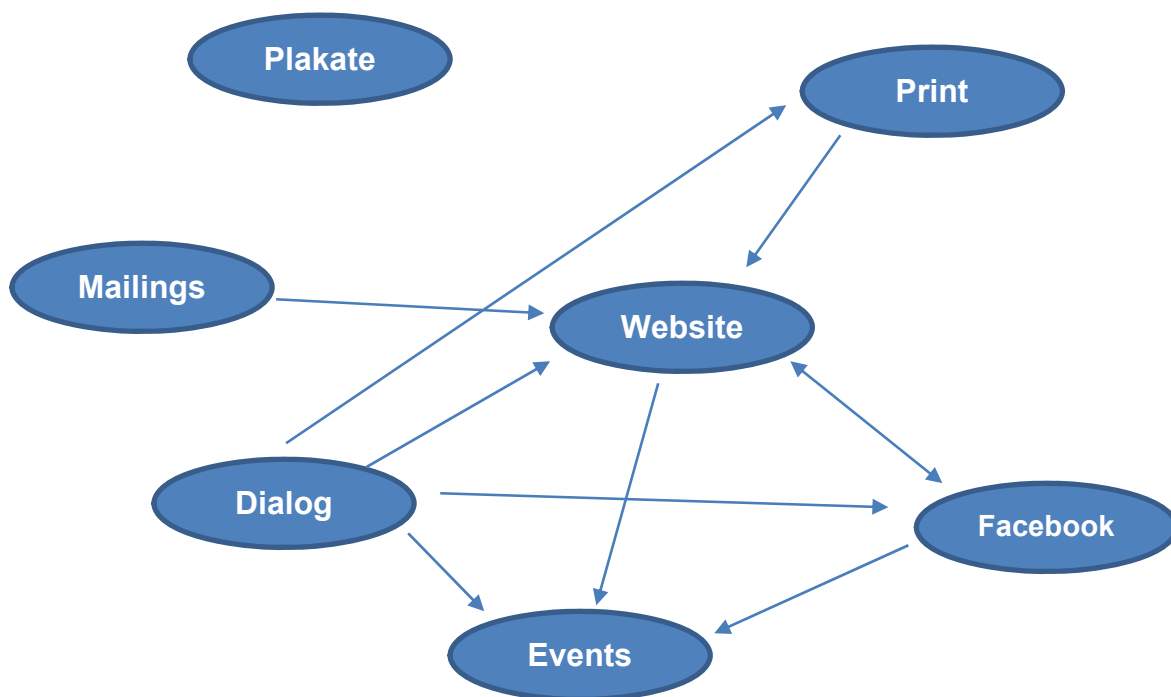 Plakate
Print
Mailings
Website
Dialog
Facebook
Events